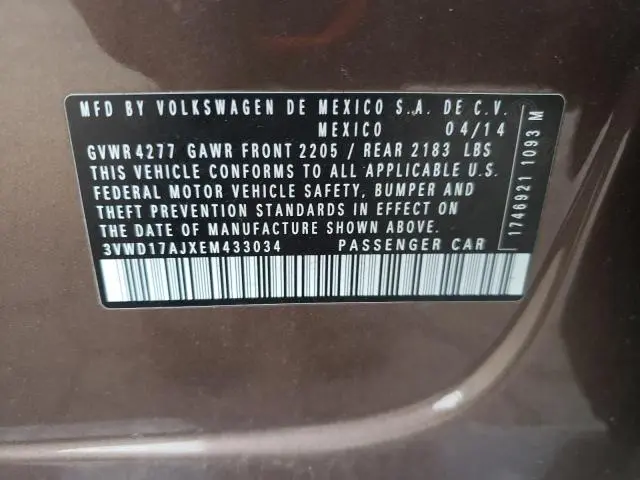 MFD BY VOLKSWAGEN DE MEXICO S.A. DE C.V.
MEXICO 04/14
GVWR 4277 GAWR FRONT 2205 / REAR 2183 LBS
THIS VEHICLE CONFORMS TO ALL APPLICABLE U.S.
FEDERAL MOTOR VEHICLE SAFETY, BUMPER AND
THEFT PREVENTION STANDARDS IN EFFECT ON
THE DATE OF MANUFACTURE SHOWN ABOVE.
3VWD17AJXEM433034 PASSENGER CAR
1746921 1093 M